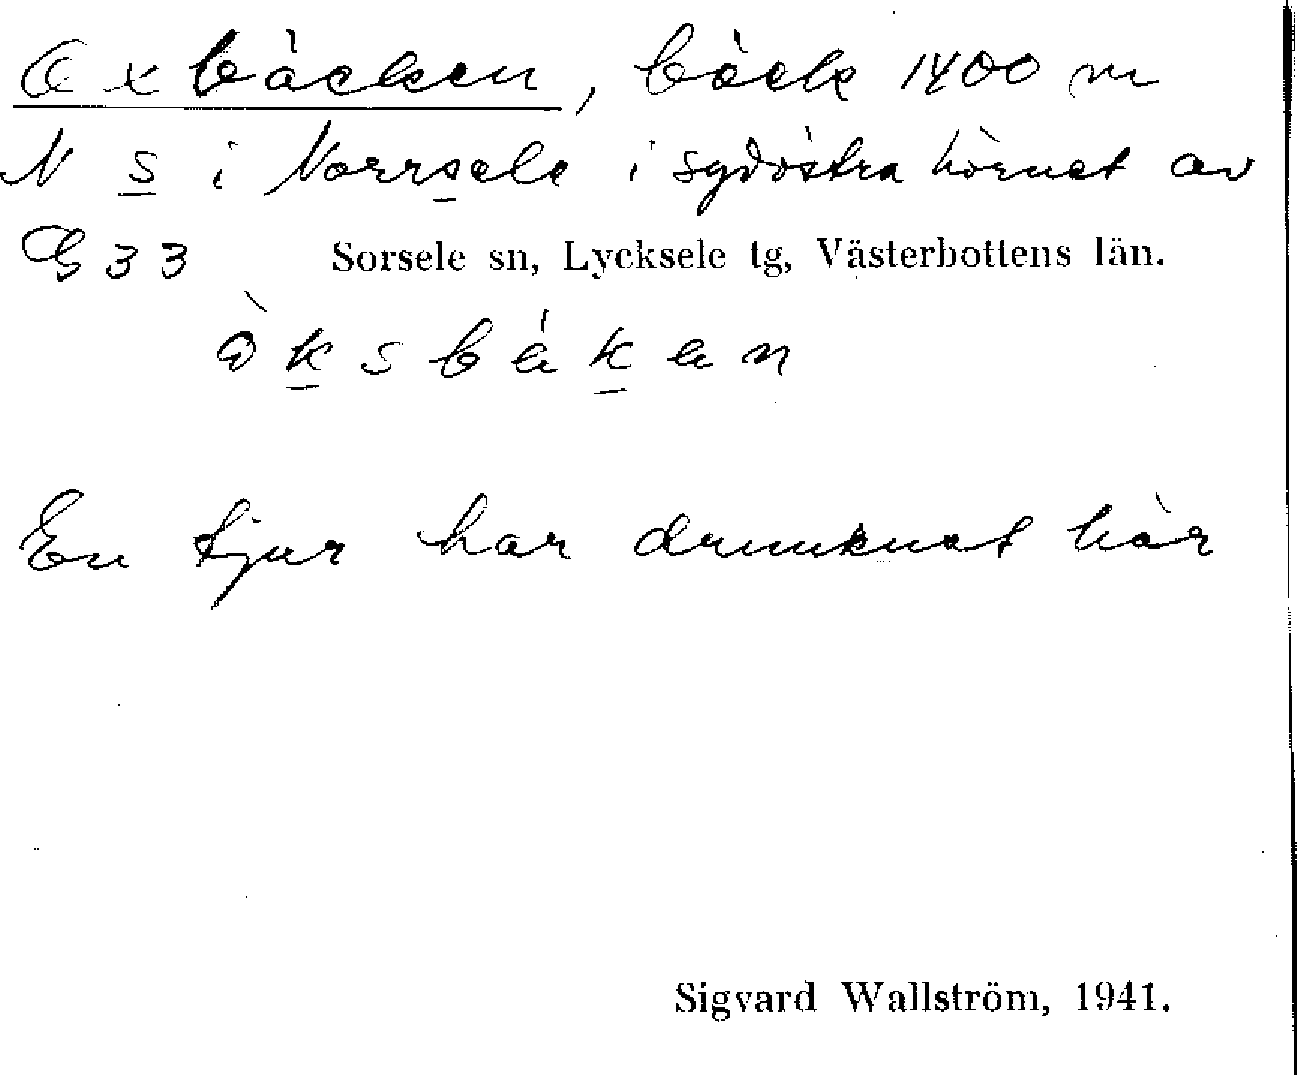 Oxbäcken, bäck 1400 m
N s i Norrsele i sydöstra hörnet av
G 33 Sorsele sn, Lycksele tg, Västerbottens län.
En tjur har drunknat här
Sigvard Wallström, 1941.